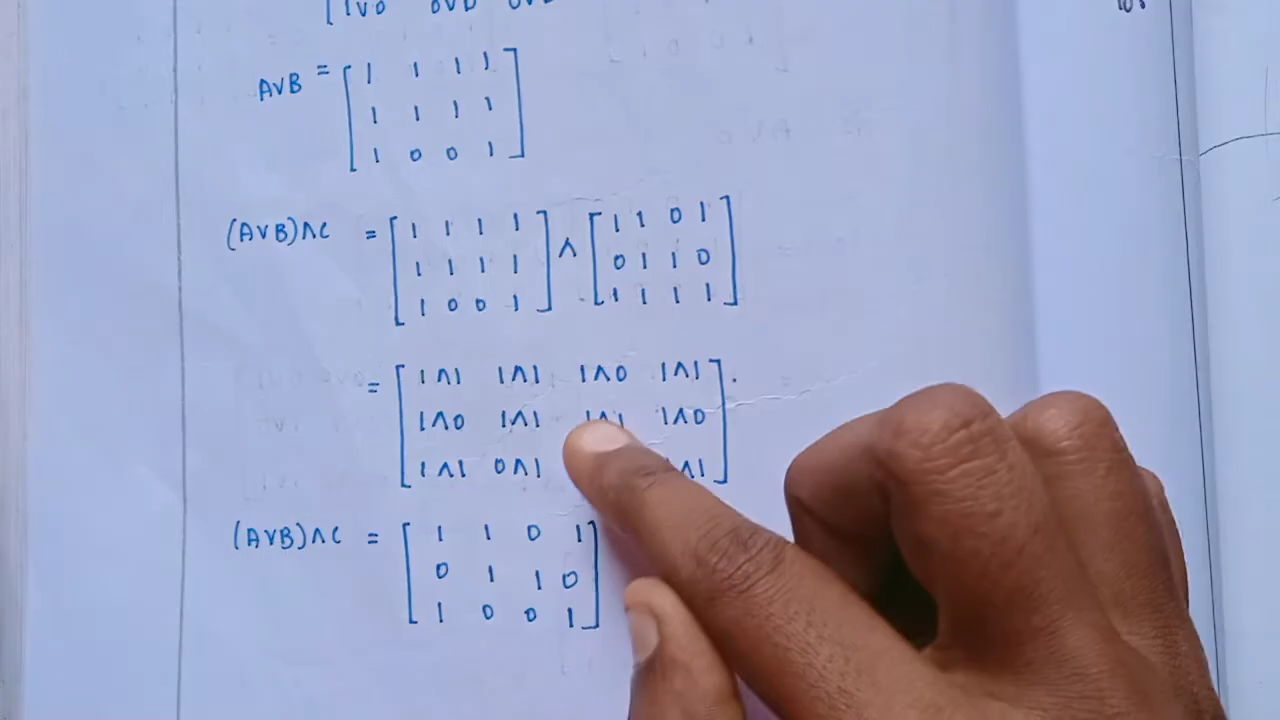 A∨B = [ 1 1 1 1
1 1 1 1
1 0 0 1 ]
(A∨B)∧C = [ 1 1 1 1 ] ∧ [ 1 1 0 1 ]
1 1 1 1 0 1 1 0
1 0 0 1 1 1 1 1
= [ 1∧1 1∧1 1∧0 1∧1 ].
1∧0 1∧1 1∧1 1∧0
1∧1 0∧1 ∧1 ]
(A∨B)∧C = [ 1 1 0 1 ]
0 1 1 0
1 0 0 1